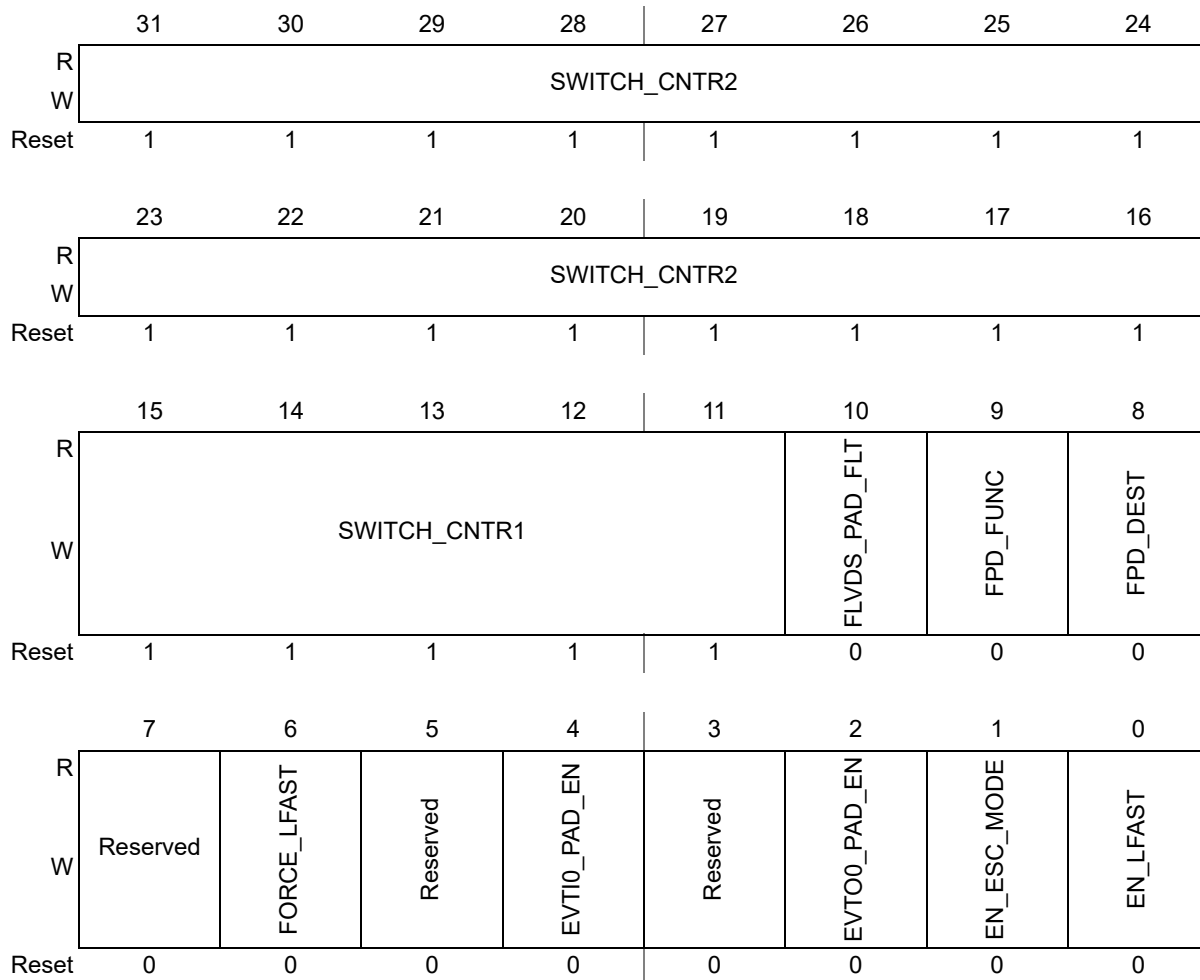 31 30 29 28 27 26 25 24
R
SWITCH_CNTR2
W
Reset 1 1 1 1 1 1 1 1
23 22 21 20 19 18 17 16
R
SWITCH_CNTR2
W
Reset 1 1 1 1 1 1 1 1
15 14 13 12 11 10 9 8
R
SWITCH_CNTR1 FLVDS_PAD_FLT FPD_FUNC FPD_DEST
W
Reset 1 1 1 1 1 0 0 0
7 6 5 4 3 2 1 0
R
Reserved FORCE_LFAST Reserved EVTI0_PAD_EN Reserved EVTO0_PAD_EN EN_ESC_MODE EN_LFAST
W
Reset 0 0 0 0 0 0 0 0